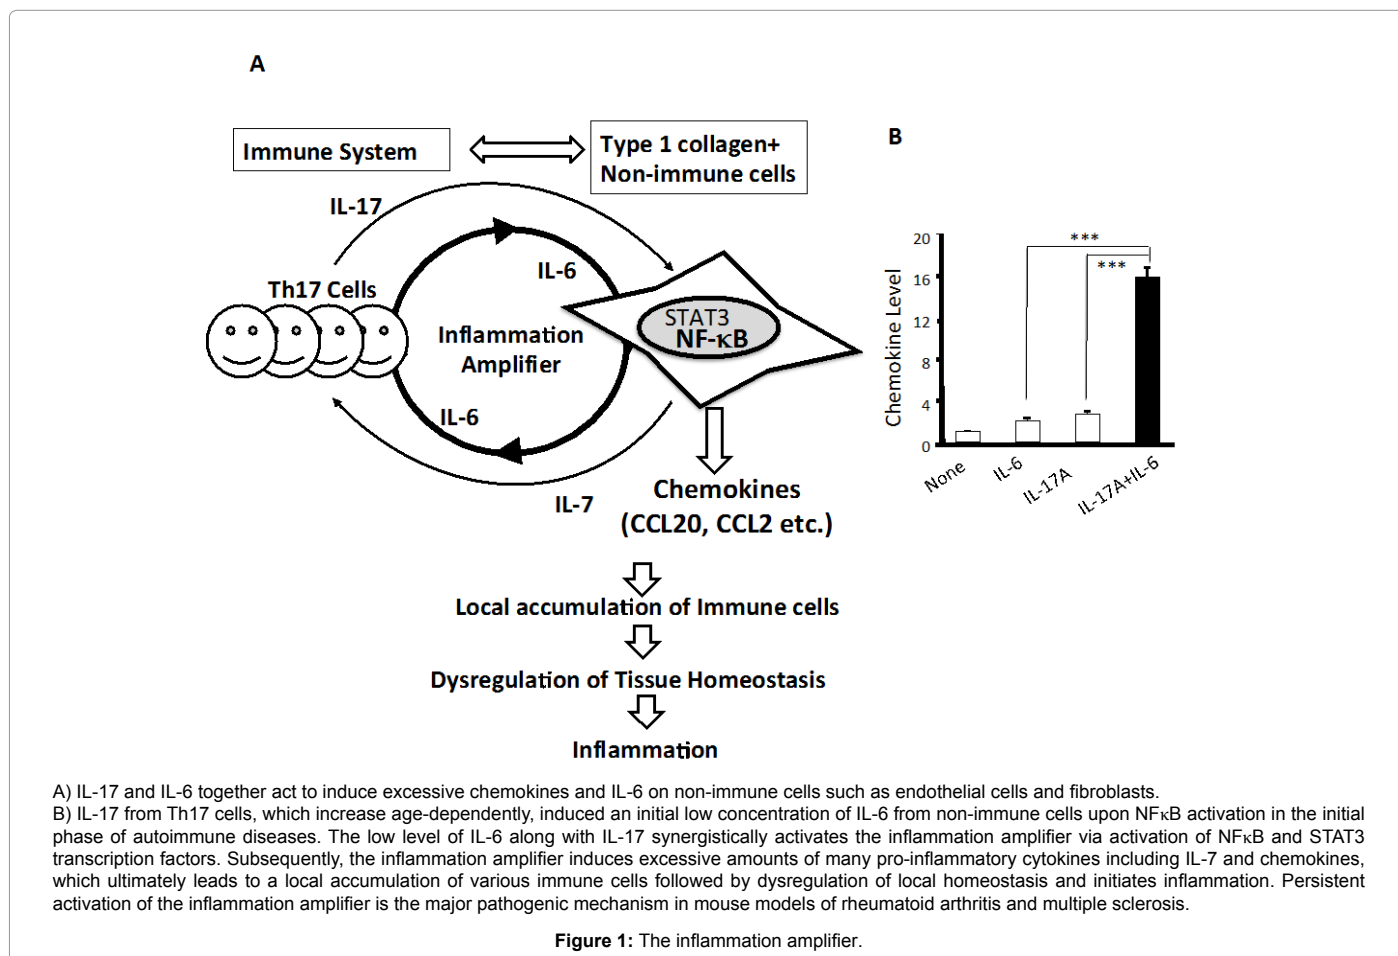 A
Immune System
Type 1 collagen+
Non-immune cells
IL-17
IL-6
Th17 Cells
STAT3
NF-κB
Inflammation
Amplifier
IL-6
IL-7
Chemokines
(CCL20, CCL2 etc.)
Local accumulation of Immune cells
Dysregulation of Tissue Homeostasis
Inflammation
B
Chemokine Level
20
16
12
8
4
0
***
***
None
IL-6
IL-17A
IL-17A+IL-6
A) IL-17 and IL-6 together act to induce excessive chemokines and IL-6 on non-immune cells such as endothelial cells and fibroblasts.
B) IL-17 from Th17 cells, which increase age-dependently, induced an initial low concentration of IL-6 from non-immune cells upon NFκB activation in the initial
phase of autoimmune diseases. The low level of IL-6 along with IL-17 synergistically activates the inflammation amplifier via activation of NFκB and STAT3
transcription factors. Subsequently, the inflammation amplifier induces excessive amounts of many pro-inflammatory cytokines including IL-7 and chemokines,
which ultimately leads to a local accumulation of various immune cells followed by dysregulation of local homeostasis and initiates inflammation. Persistent
activation of the inflammation amplifier is the major pathogenic mechanism in mouse models of rheumatoid arthritis and multiple sclerosis.
Figure 1: The inflammation amplifier.